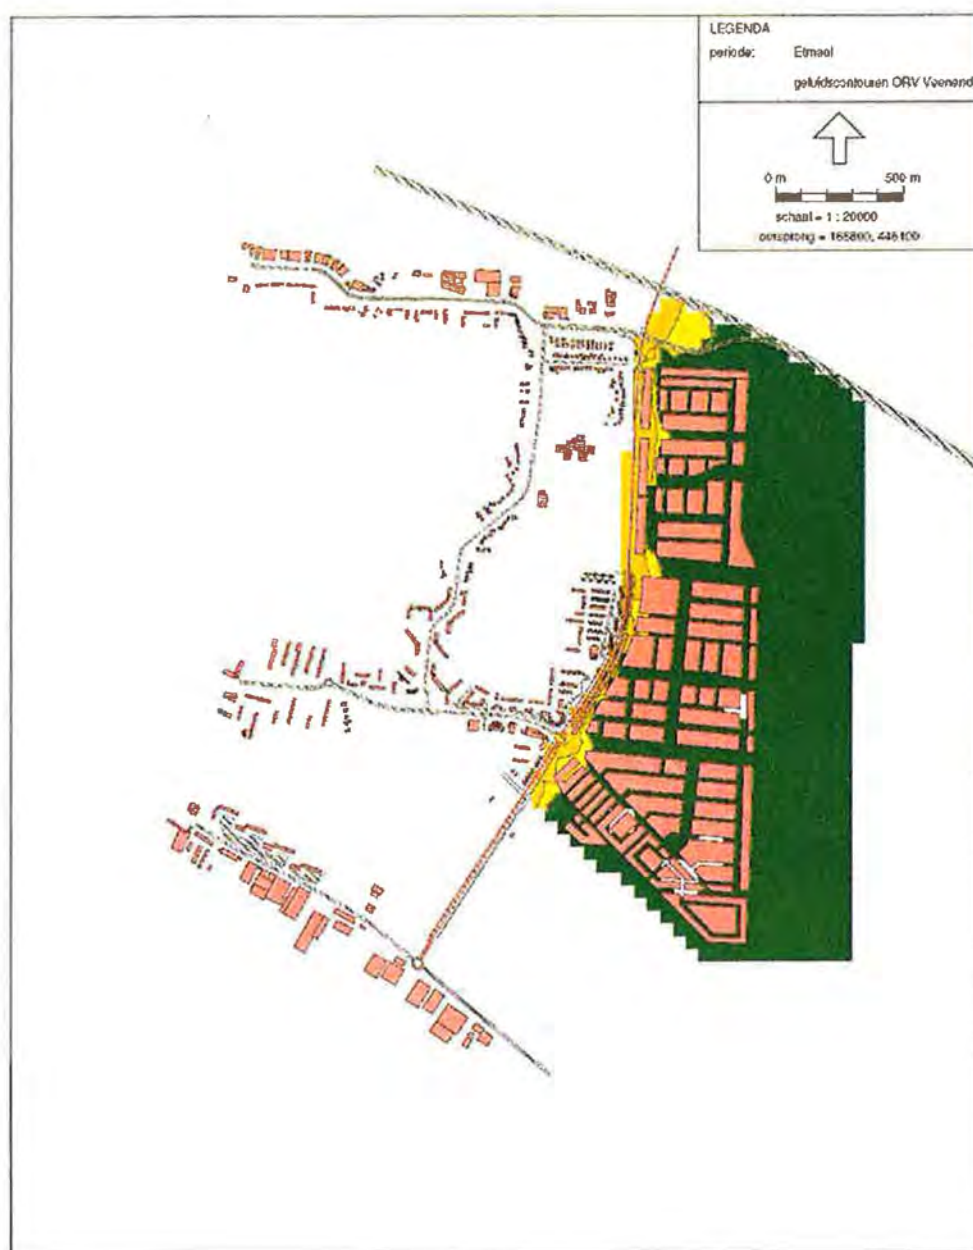 LEGENDA
periode: Etmaal
geluidscontouren ORV Veenend
0 m 500 m
schaal = 1 : 20000
oorsprong = 165800, 446100